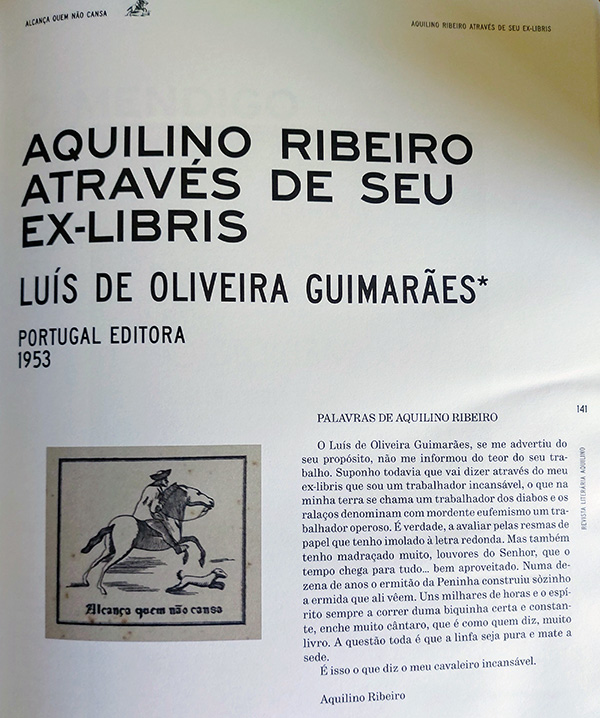 ALCANÇA QUEM NÃO CANSA
AQUILINO RIBEIRO ATRAVÉS DE SEU EX-LIBRIS
AQUILINO RIBEIRO
ATRAVÉS DE SEU
EX-LIBRIS
LUÍS DE OLIVEIRA GUIMARÃES*
PORTUGAL EDITORA
1953
Alcança quem não cansa
141
REVISTA LITERÁRIA AQUILINO
PALAVRAS DE AQUILINO RIBEIRO
O Luís de Oliveira Guimarães, se me advertiu do
seu propósito, não me informou do teor do seu tra-
balho. Suponho todavia que vai dizer através do meu
ex-libris que sou um trabalhador incansável, o que na
minha terra se chama um trabalhador dos diabos e os
ralaços denominam com mordente eufemismo um tra-
balhador operoso. É verdade, a avaliar pelas resmas de
papel que tenho imolado à letra redonda. Mas também
tenho madraçado muito, louvores do Senhor, que o
tempo chega para tudo... bem aproveitado. Numa de-
zena de anos o ermitão da Peninha construiu sòzinho
a ermida que ali vêem. Uns milhares de horas e o espí-
rito sempre a correr duma biquinha certa e constan-
te, enche muito cântaro, que é como quem diz, muito
livro. A questão toda é que a linfa seja pura e mate a
sede.
É isso o que diz o meu cavaleiro incansável.
Aquilino Ribeiro